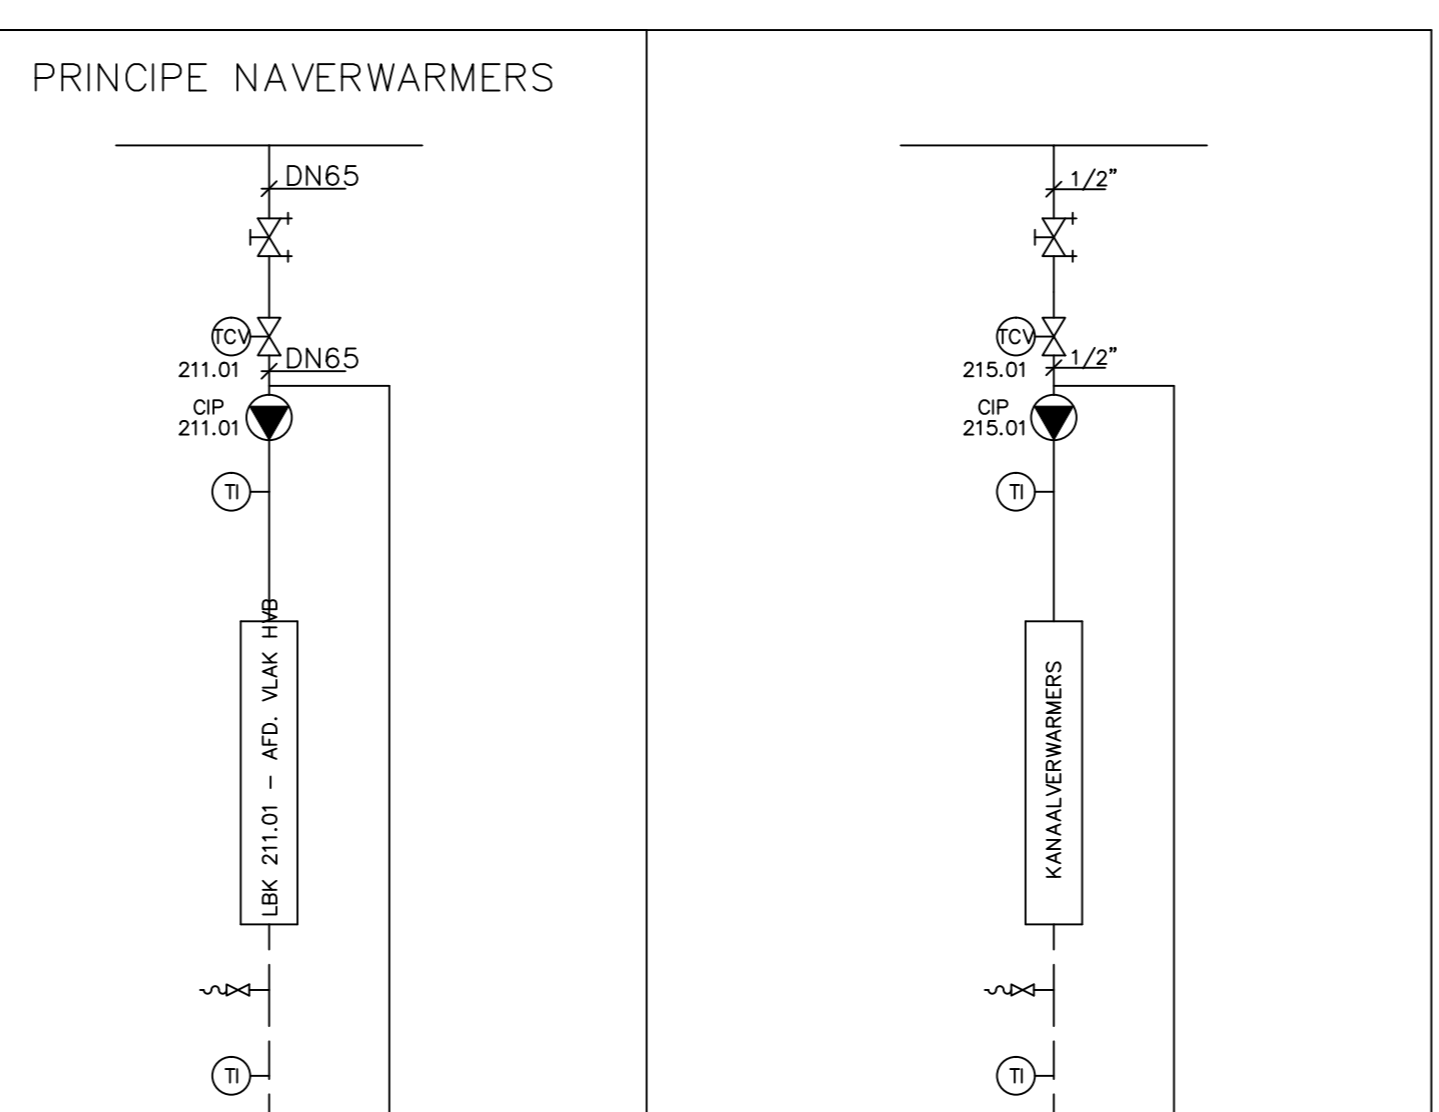 PRINCIPE NAVERWARMERS
DN65
TCV
211.01
DN65
CIP
211.01
TI
LBK 211.01 – AFD. VLAK HVB
TI
1/2"
TCV
215.01
1/2"
CIP
215.01
TI
KANAALVERWARMERS
TI